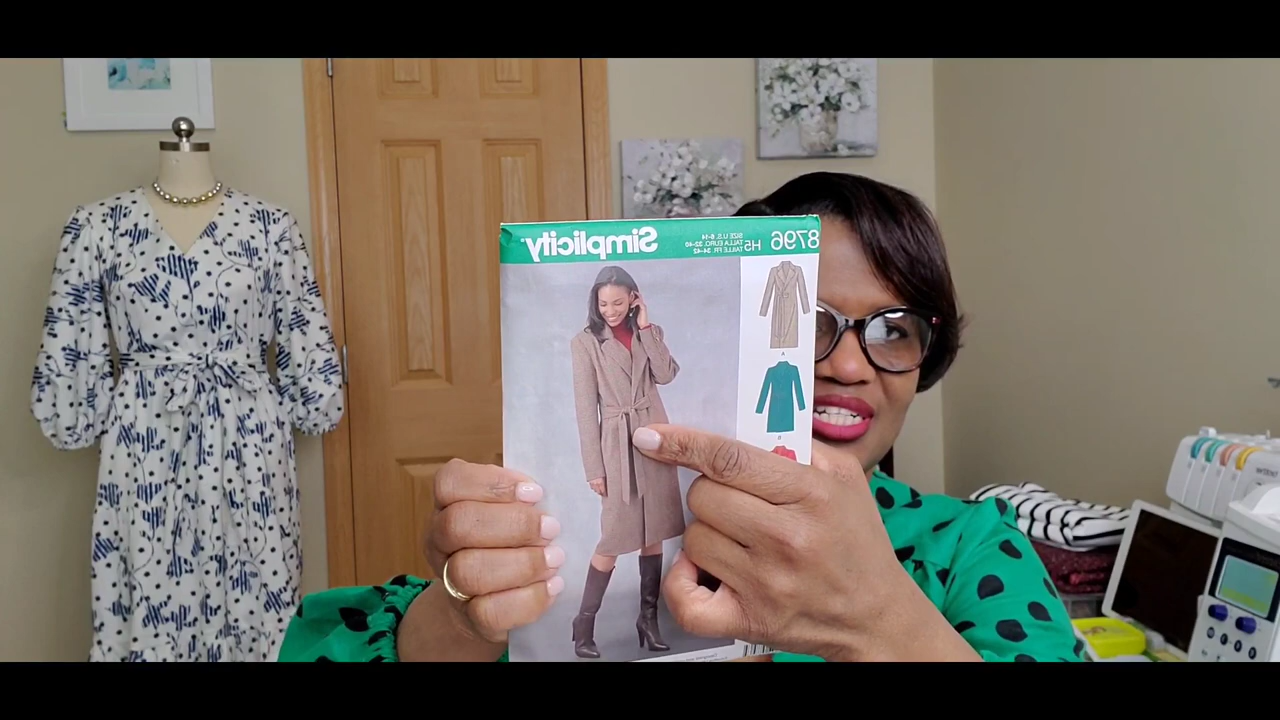 Simplicity®
8796
H5
SIZE U.S. 6-14
TALLA EURO. 32-40
TAILLE FR. 34-42
A
B